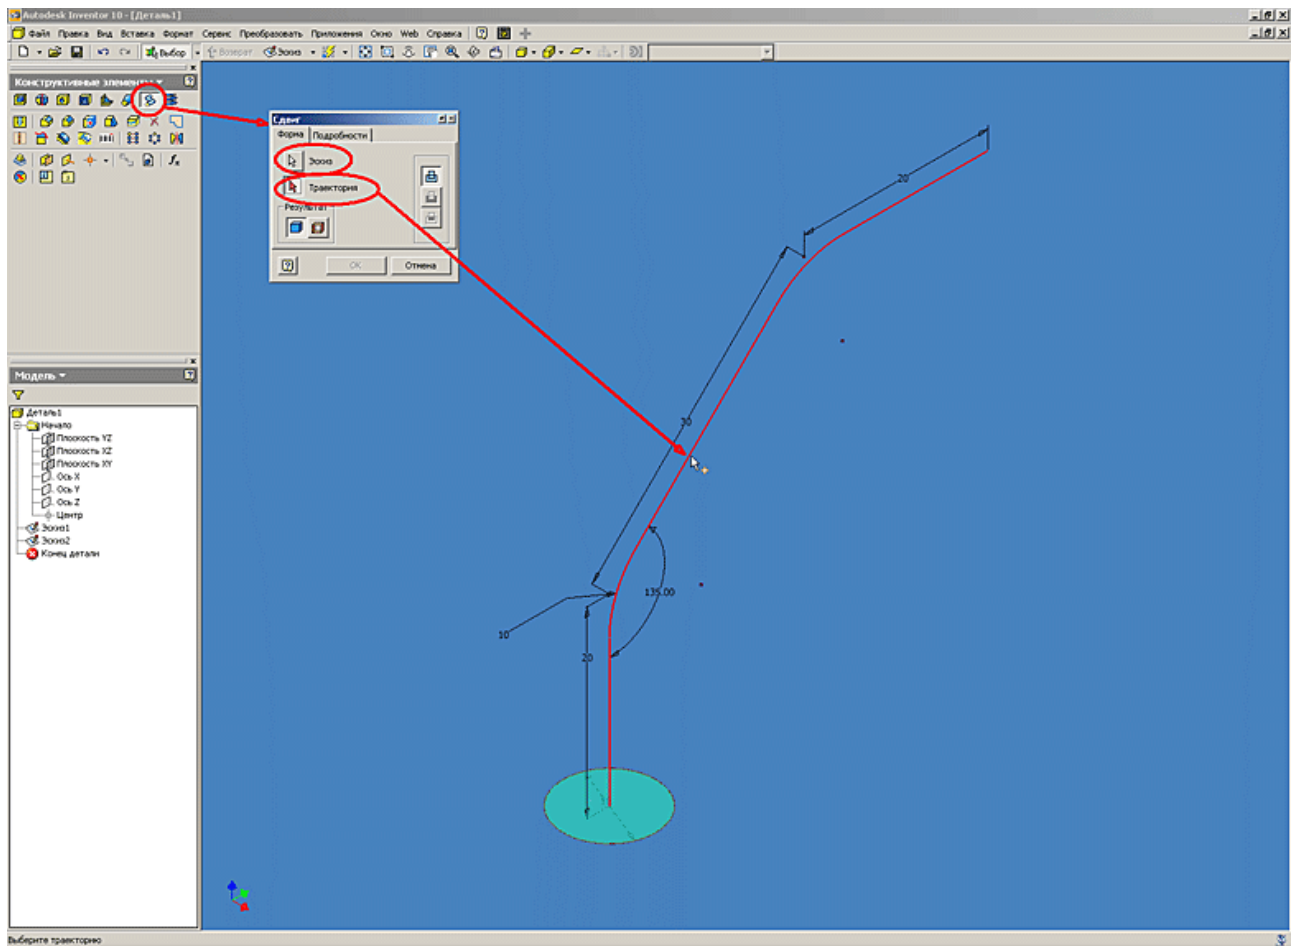 Autodesk Inventor 10 - [Деталь1]
Файл Правка Вид Вставка Формат Сервис Преобразовать Приложения Окно Web Справка
Выбор Возврат Эскиз
Конструктивные элементы
Сдвиг
Форма Подробности
Эскиз
Траектория
Результат
OK Отмена
20
30
135.00
10
20
Модель
Деталь1
Начало
Плоскость YZ
Плоскость XZ
Плоскость XY
Ось X
Ось Y
Ось Z
Центр
Эскиз1
Эскиз2
Конец детали
Выберите траекторию